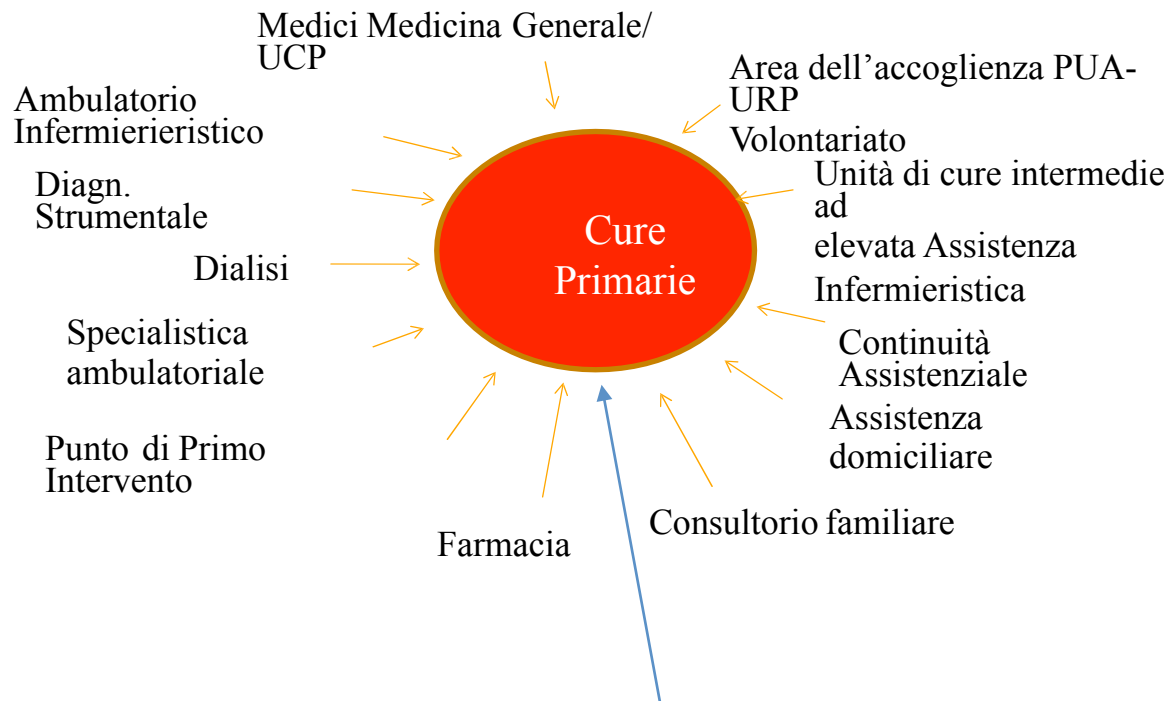 Medici Medicina Generale/
UCP
Area dell’accoglienza PUA-
URP
Volontariato
Ambulatorio
Infermierieristico
Unità di cure intermedie
ad
elevata Assistenza
Infermieristica
Diagn.
Strumentale
Cure
Primarie
Dialisi
Specialistica
ambulatoriale
Continuità
Assistenziale
Assistenza
domiciliare
Punto di Primo
Intervento
Consultorio familiare
Farmacia